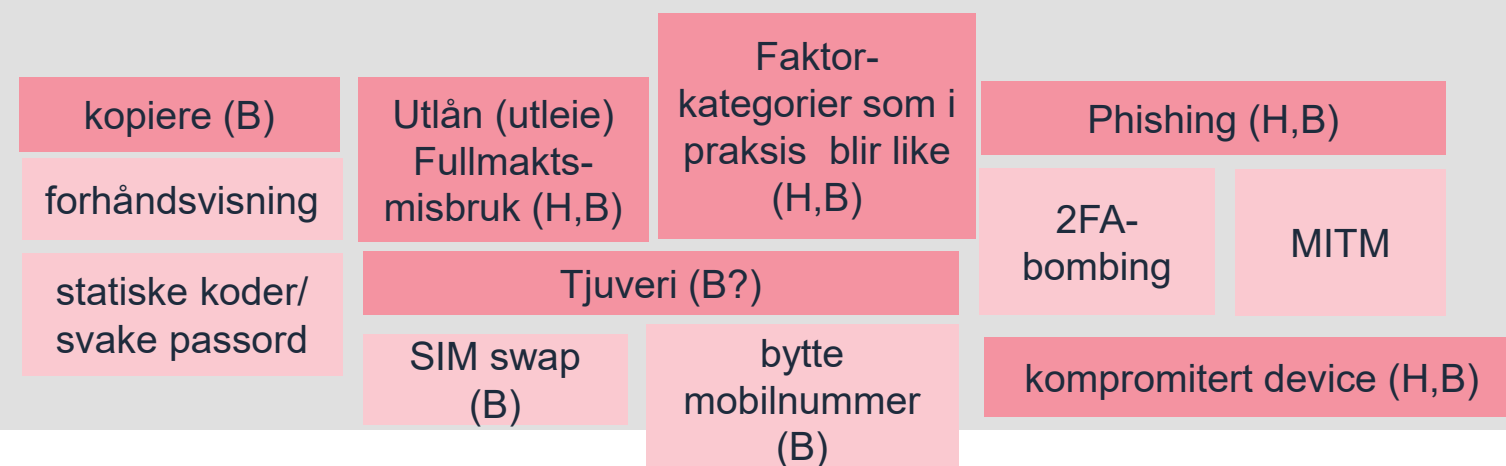 kopiere (B)
forhåndsvisning
statiske koder/
svake passord
Utlån (utleie)
Fullmakts-
misbruk (H,B)
Faktor-
kategorier som i
praksis blir like
(H,B)
Tjuveri (B?)
SIM swap
(B)
bytte
mobilnummer
(B)
Phishing (H,B)
2FA-
bombing
MITM
kompromitert device (H,B)